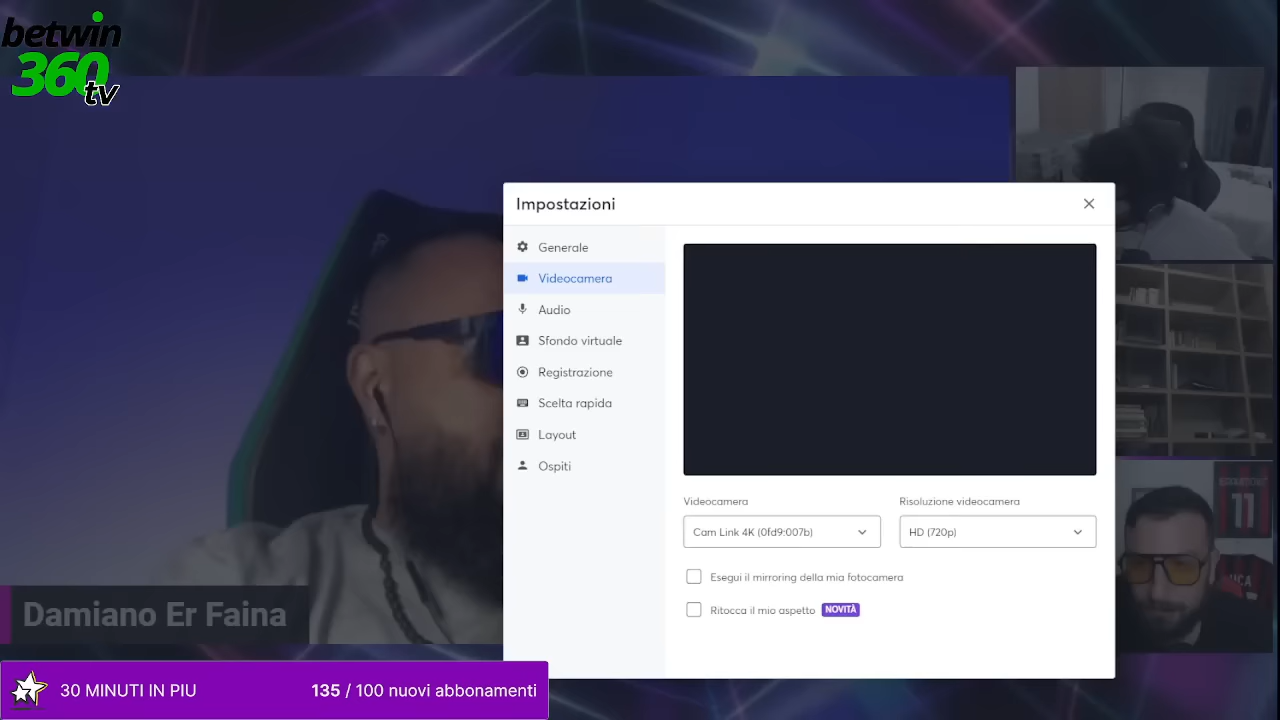 betwin
360
tv
Impostazioni
Generale
Videocamera
Audio
Sfondo virtuale
Registrazione
Scelta rapida
Layout
Ospiti
Videocamera
Risoluzione videocamera
Cam Link 4K (0fd9:007b)
HD (720p)
Esegui il mirroring della mia fotocamera
Ritocca il mio aspetto NOVITÀ
11
Damiano Er Faina
7
30 MINUTI IN PIU
135 / 100 nuovi abbonamenti